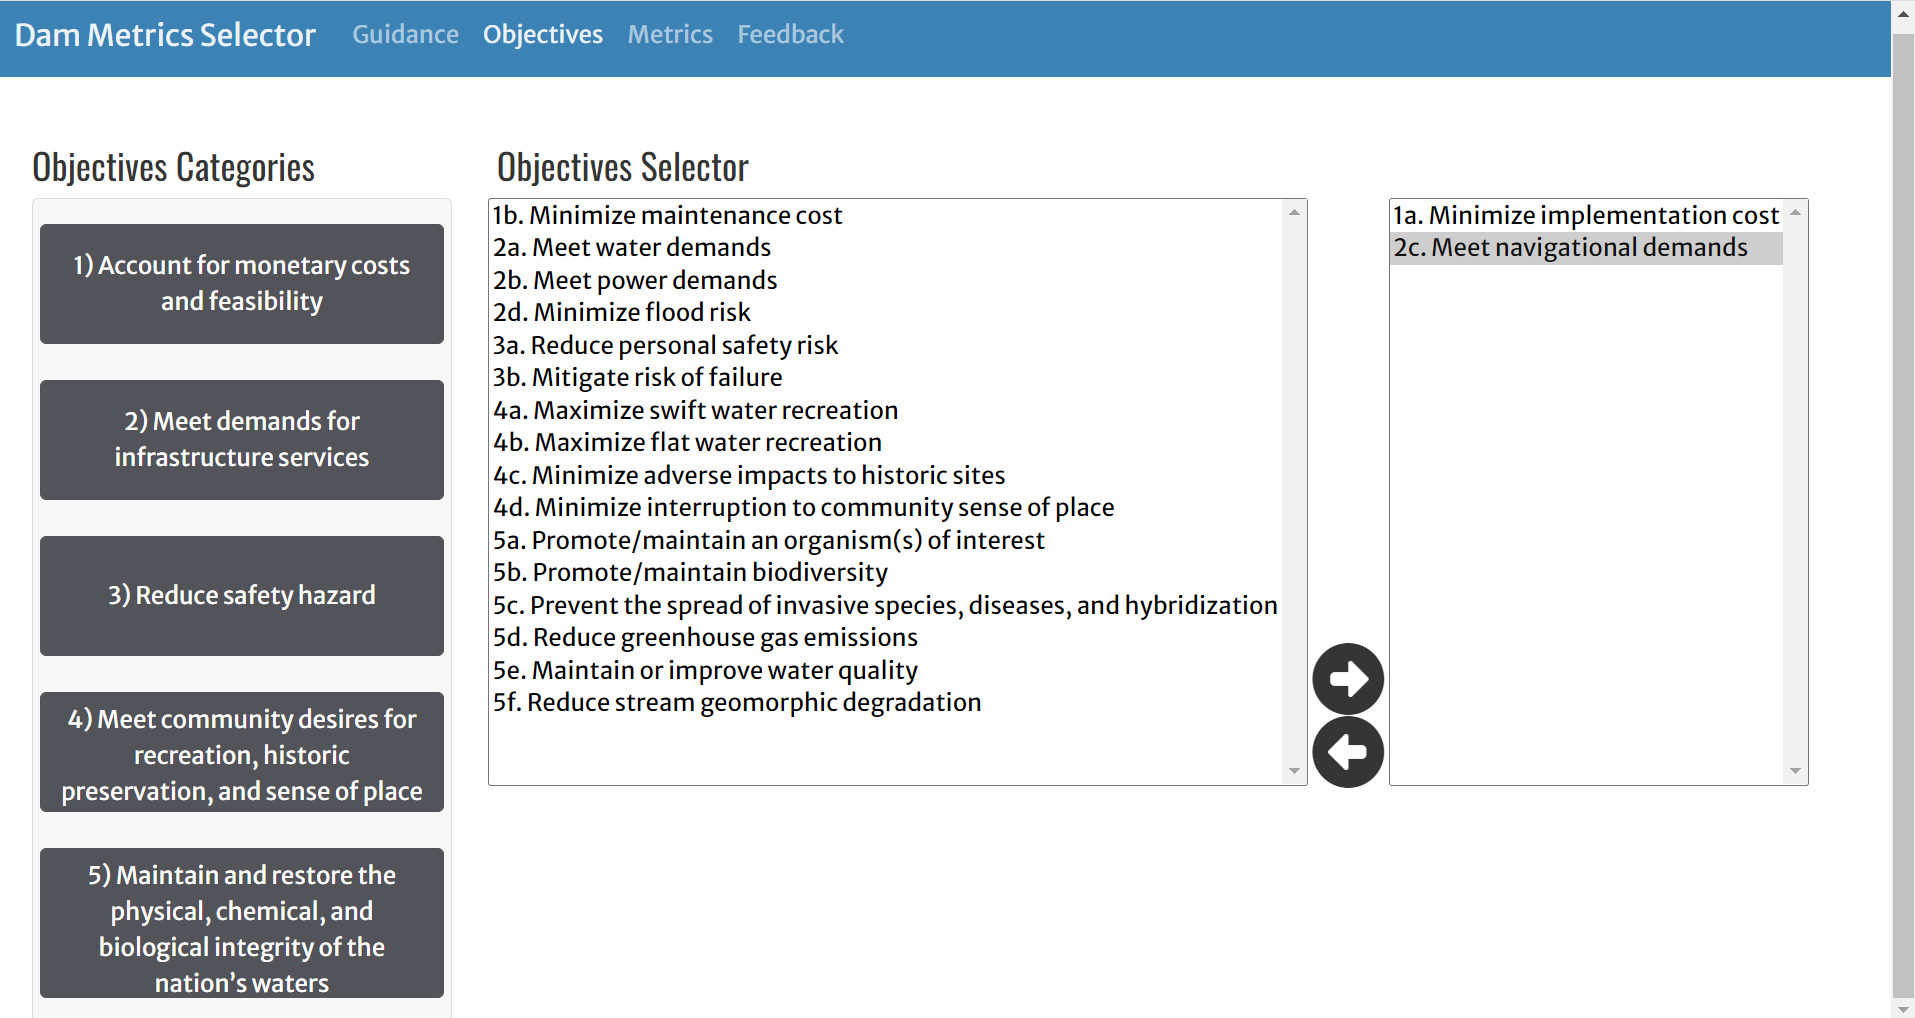 Dam Metrics Selector Guidance Objectives Metrics Feedback
Objectives Categories
1) Account for monetary costs
and feasibility
2) Meet demands for
infrastructure services
3) Reduce safety hazard
4) Meet community desires for
recreation, historic
preservation, and sense of place
5) Maintain and restore the
physical, chemical, and
biological integrity of the
nation’s waters
Objectives Selector
1b. Minimize maintenance cost
2a. Meet water demands
2b. Meet power demands
2d. Minimize flood risk
3a. Reduce personal safety risk
3b. Mitigate risk of failure
4a. Maximize swift water recreation
4b. Maximize flat water recreation
4c. Minimize adverse impacts to historic sites
4d. Minimize interruption to community sense of place
5a. Promote/maintain an organism(s) of interest
5b. Promote/maintain biodiversity
5c. Prevent the spread of invasive species, diseases, and hybridization
5d. Reduce greenhouse gas emissions
5e. Maintain or improve water quality
5f. Reduce stream geomorphic degradation
1a. Minimize implementation cost
2c. Meet navigational demands